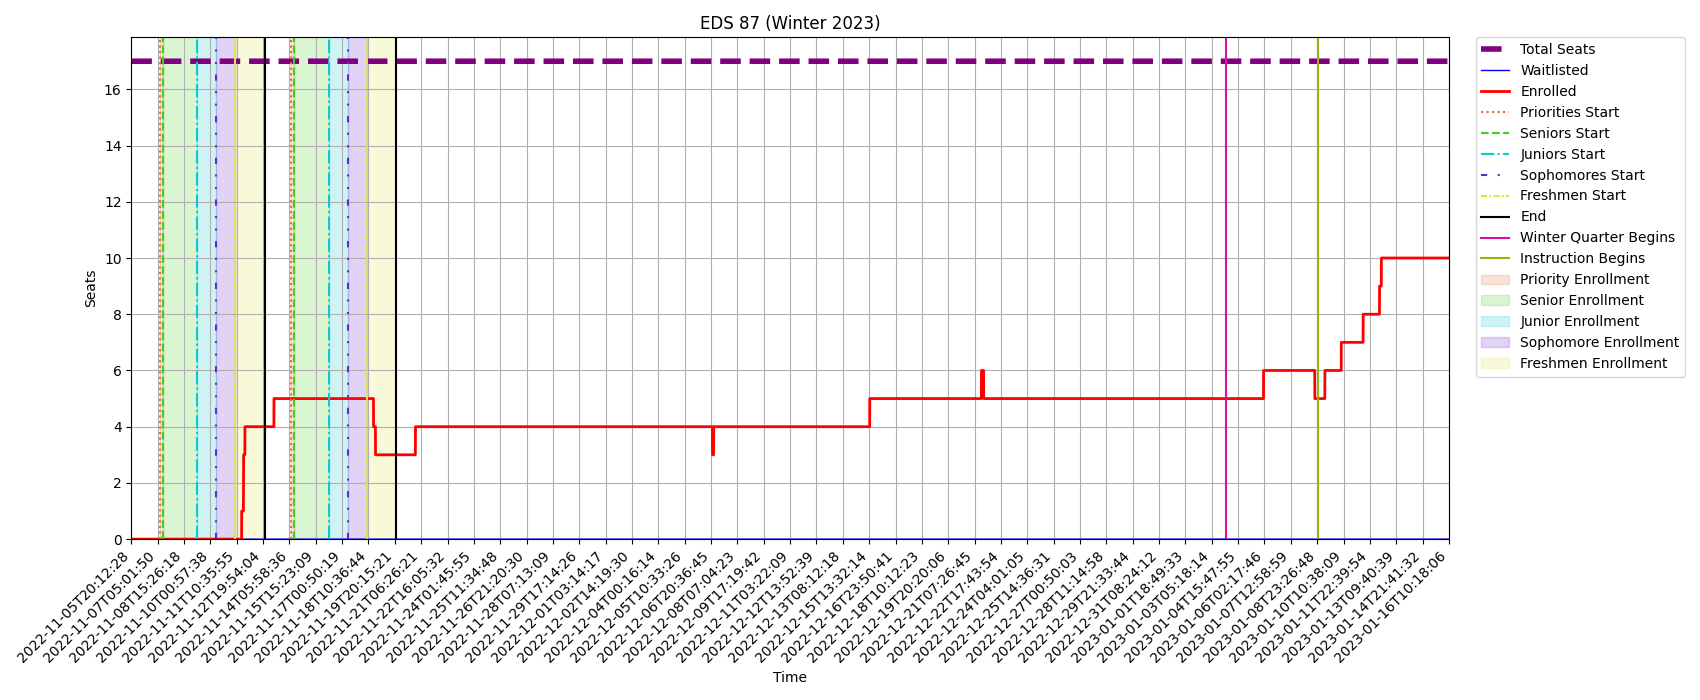 EDS 87 (Winter 2023)
Seats
16
14
12
10
8
6
4
2
0
2022-11-05T20:12:28
2022-11-07T05:01:50
2022-11-08T15:26:18
2022-11-10T00:57:38
2022-11-11T10:35:55
2022-11-12T19:54:04
2022-11-14T05:58:36
2022-11-15T15:23:09
2022-11-17T00:50:19
2022-11-18T10:36:44
2022-11-19T20:15:21
2022-11-21T06:26:21
2022-11-22T16:05:32
2022-11-24T01:45:55
2022-11-25T11:34:48
2022-11-26T21:20:30
2022-11-28T07:13:09
2022-11-29T17:14:26
2022-12-01T03:14:17
2022-12-02T14:19:30
2022-12-04T00:16:14
2022-12-05T10:33:26
2022-12-06T20:36:45
2022-12-08T07:04:23
2022-12-09T17:19:42
2022-12-11T03:22:09
2022-12-12T13:52:39
2022-12-13T08:12:18
2022-12-15T13:32:14
2022-12-16T23:50:41
2022-12-18T10:12:23
2022-12-19T20:20:06
2022-12-21T07:26:45
2022-12-22T17:43:54
2022-12-24T04:01:05
2022-12-25T14:36:31
2022-12-27T00:50:03
2022-12-28T11:14:58
2022-12-29T21:33:44
2022-12-31T08:24:12
2023-01-01T18:49:33
2023-01-03T05:18:14
2023-01-04T15:47:55
2023-01-06T02:17:46
2023-01-07T12:58:59
2023-01-08T23:26:48
2023-01-10T10:38:09
2023-01-11T22:39:54
2023-01-13T09:40:39
2023-01-14T21:41:32
2023-01-16T10:18:06
Time
Total Seats
Waitlisted
Enrolled
Priorities Start
Seniors Start
Juniors Start
Sophomores Start
Freshmen Start
End
Winter Quarter Begins
Instruction Begins
Priority Enrollment
Senior Enrollment
Junior Enrollment
Sophomore Enrollment
Freshmen Enrollment